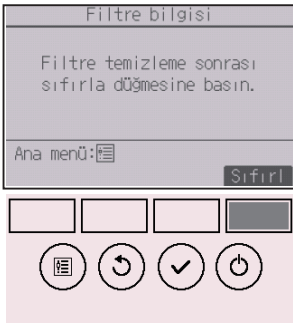 Filtre bilgisi
Filtre temizleme sonrası
sıfırla düğmesine basın.
Ana menü:
Sıfırl